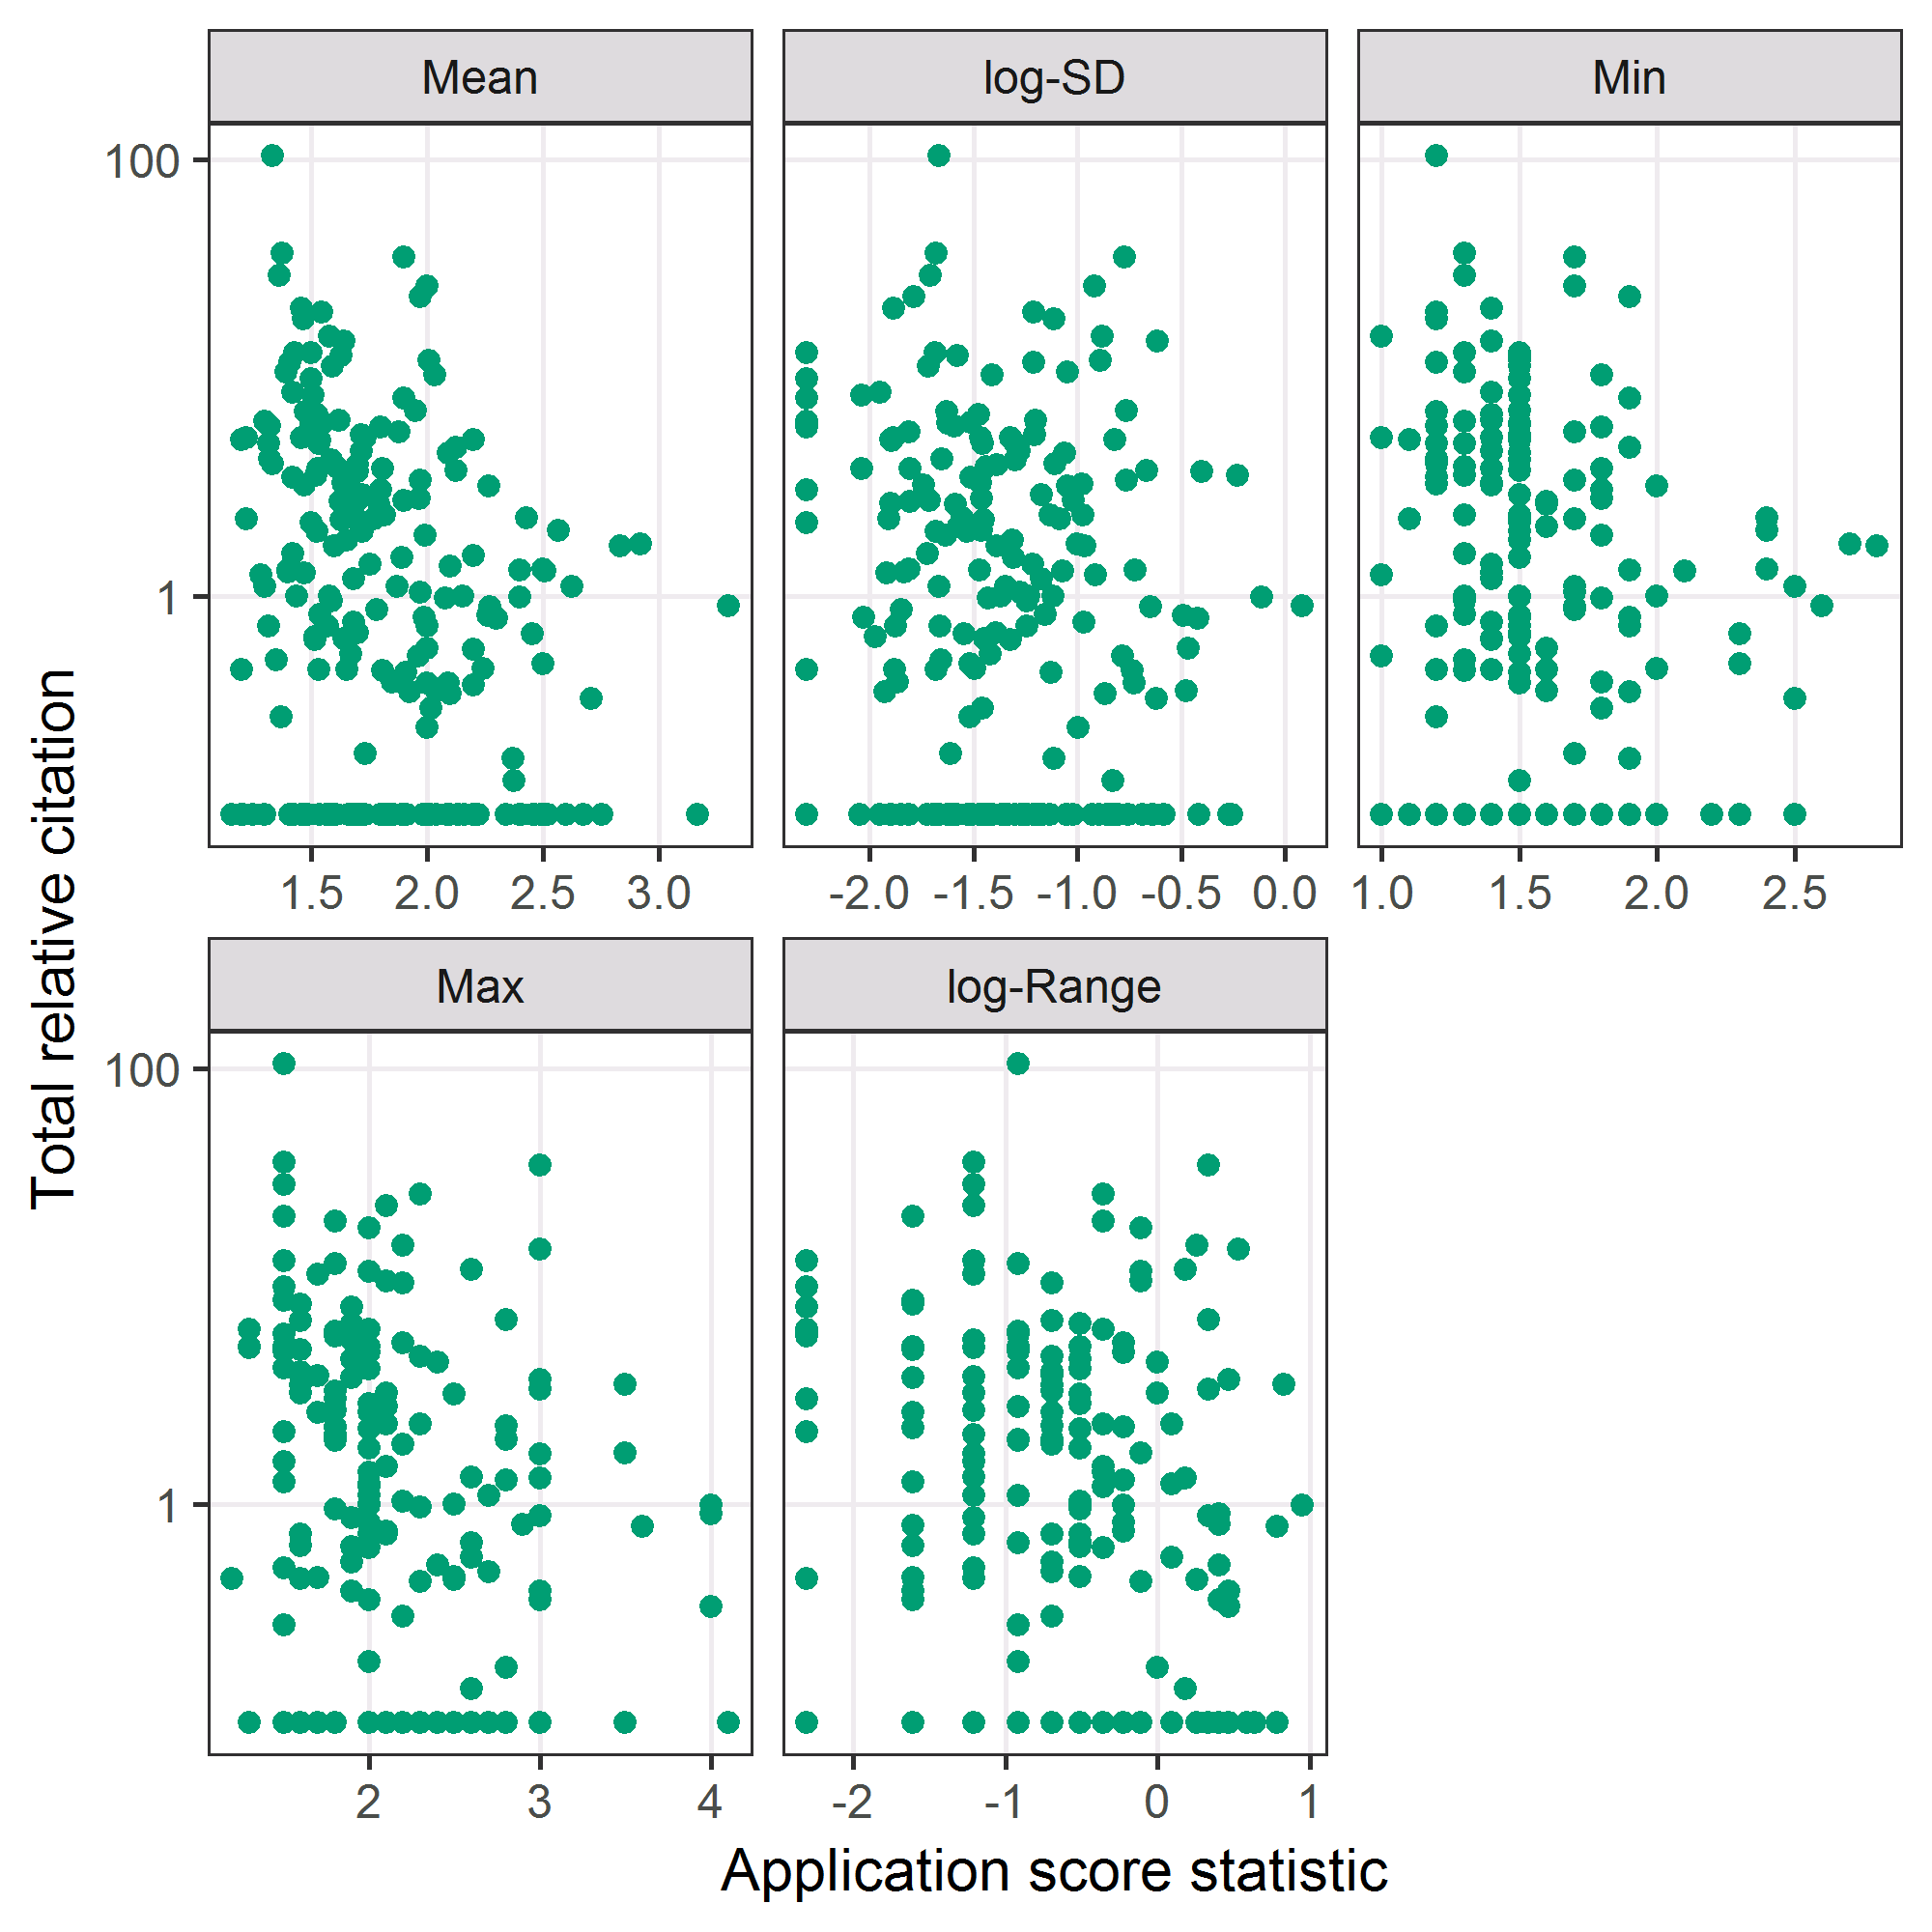 Mean
log-SD
Min
100
1
1.5 2.0 2.5 3.0
-2.0 -1.5 -1.0 -0.5 0.0
1.0 1.5 2.0 2.5
Max
log-Range
100
1
2 3 4
-2 -1 0 1
Total relative citation
Application score statistic